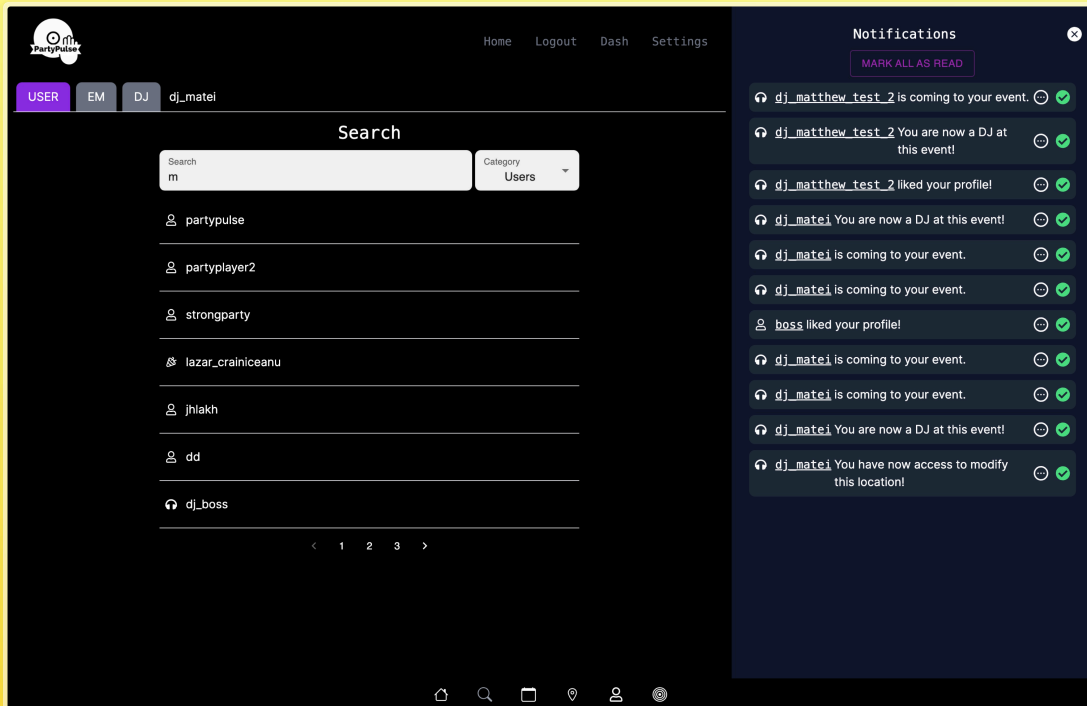 PartyPulse
Home Logout Dash Settings
USER EM DJ dj_matei
Search
Search
m
Category
Users
partypulse
partyplayer2
strongparty
lazar_crainiceanu
jhlakh
dd
dj_boss
1 2 3
Notifications
MARK ALL AS READ
dj_matthew_test_2 is coming to your event.
dj_matthew_test_2 You are now a DJ at
this event!
dj_matthew_test_2 liked your profile!
dj_matei You are now a DJ at this event!
dj_matei is coming to your event.
dj_matei is coming to your event.
boss liked your profile!
dj_matei is coming to your event.
dj_matei is coming to your event.
dj_matei You are now a DJ at this event!
dj_matei You have now access to modify
this location!